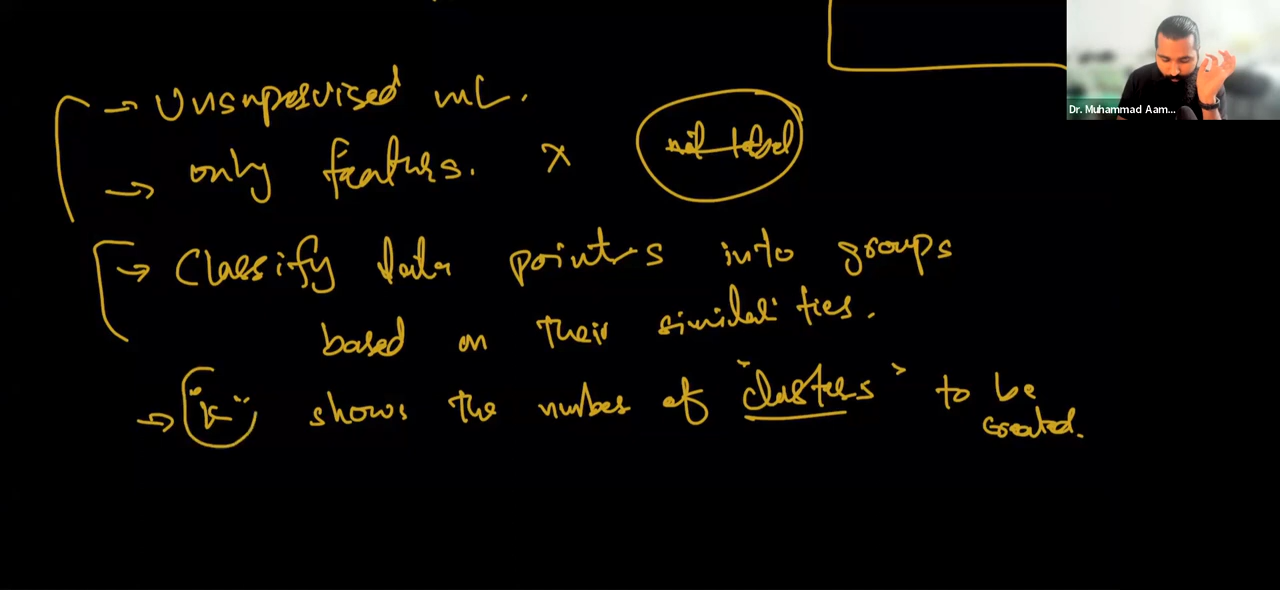 → Unsupervised ML.
→ only features. X
label
→ Classify data points into groups
based on their similarities.
→ "K" shows the number of "clusters" to be
created.
Dr. Muhammad Aam...